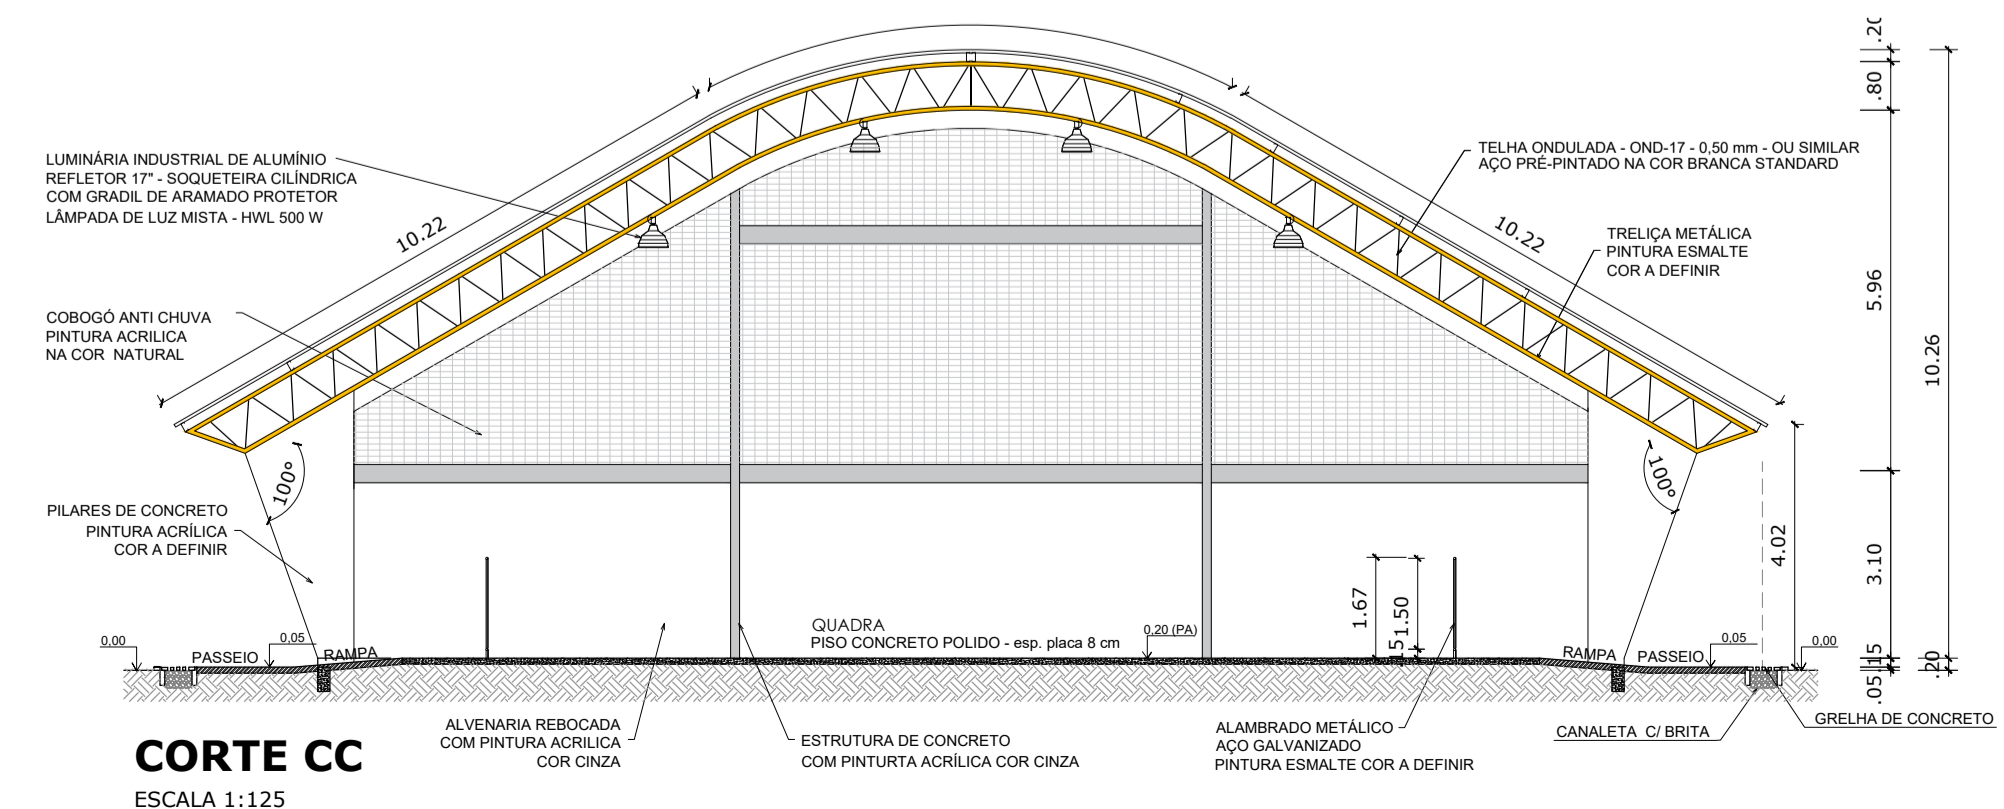 .20
.80
5.96
10.26
3.10
4.02
.15
.05
.20
LUMINÁRIA INDUSTRIAL DE ALUMÍNIO
REFLETOR 17" - SOQUETEIRA CILÍNDRICA
COM GRADIL DE ARAMADO PROTETOR
LÂMPADA DE LUZ MISTA - HWL 500 W
10.22
10.22
TELHA ONDULADA - OND-17 - 0,50 mm - OU SIMILAR
AÇO PRÉ-PINTADO NA COR BRANCA STANDARD
TRELIÇA METÁLICA
PINTURA ESMALTE
COR A DEFINIR
COBOGÓ ANTI CHUVA
PINTURA ACRILICA
NA COR NATURAL
100°
100°
PILARES DE CONCRETO
PINTURA ACRÍLICA
COR A DEFINIR
1.67
1.50
.15
QUADRA
PISO CONCRETO POLIDO - esp. placa 8 cm
0,20 (PA)
0,00
0,05
PASSEIO
RAMPA
RAMPA
PASSEIO
0,05
0,00
ALVENARIA REBOCADA
COM PINTURA ACRILICA
COR CINZA
ESTRUTURA DE CONCRETO
COM PINTURTA ACRÍLICA COR CINZA
ALAMBRADO METÁLICO
AÇO GALVANIZADO
PINTURA ESMALTE COR A DEFINIR
CANALETA C/ BRITA
GRELHA DE CONCRETO
CORTE CC
ESCALA 1:125